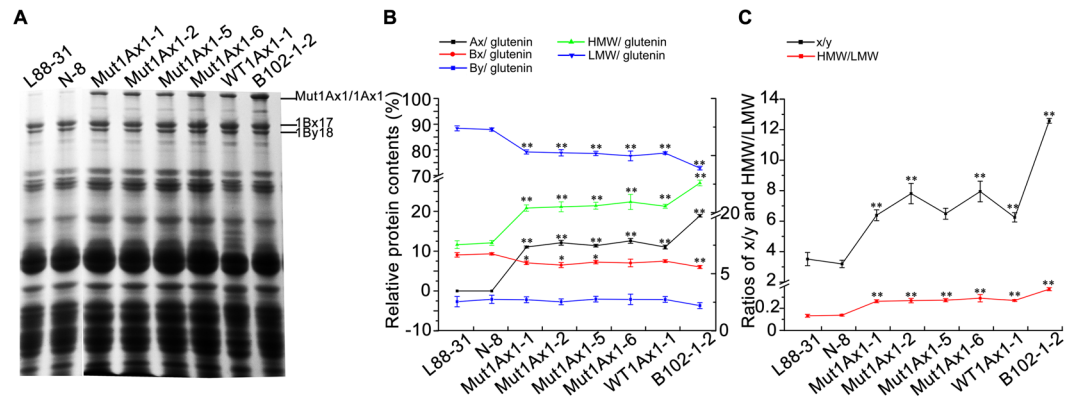 A
L88-31
N-8
Mut1Ax1-1
Mut1Ax1-2
Mut1Ax1-5
Mut1Ax1-6
WT1Ax1-1
B102-1-2
Mut1Ax1/1Ax1
1Bx17
1By18
B
Ax/ glutenin
Bx/ glutenin
By/ glutenin
HMW/ glutenin
LMW/ glutenin
Relative protein contents (%)
100
90
80
70
30
20
10
0
-10
20
5
0
** ** ** ** ** **
** ** ** ** ** **
** ** ** ** **
* * * **
L88-31
N-8
Mut1Ax1-1
Mut1Ax1-2
Mut1Ax1-5
Mut1Ax1-6
WT1Ax1-1
B102-1-2
C
x/y
HMW/LMW
Ratios of x/y and HMW/LMW
14
12
10
8
6
4
2
0.2
** ** ** ** **
** ** ** ** ** **
L88-31
N-8
Mut1Ax1-1
Mut1Ax1-2
Mut1Ax1-5
Mut1Ax1-6
WT1Ax1-1
B102-1-2